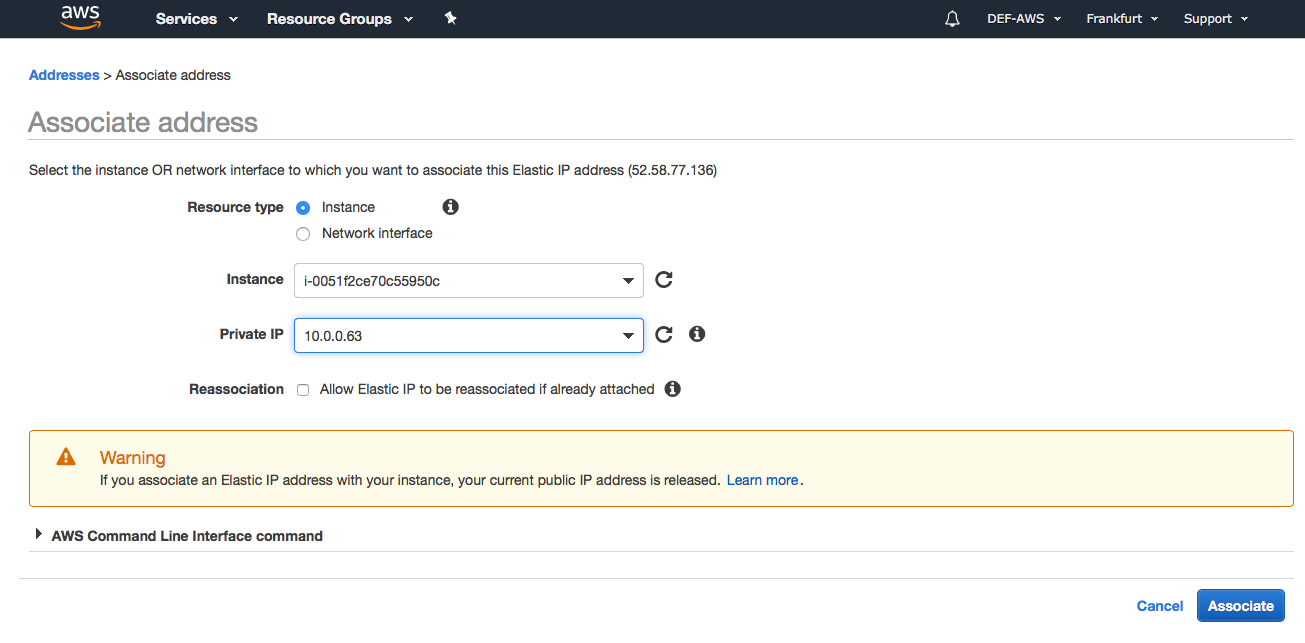 aws Services Resource Groups DEF-AWS Frankfurt Support
Addresses > Associate address
Associate address
Select the instance OR network interface to which you want to associate this Elastic IP address (52.58.77.136)
Resource type Instance
Network interface
Instance i-0051f2ce70c55950c
Private IP 10.0.0.63
Reassociation Allow Elastic IP to be reassociated if already attached
Warning
If you associate an Elastic IP address with your instance, your current public IP address is released. Learn more.
AWS Command Line Interface command
Cancel Associate